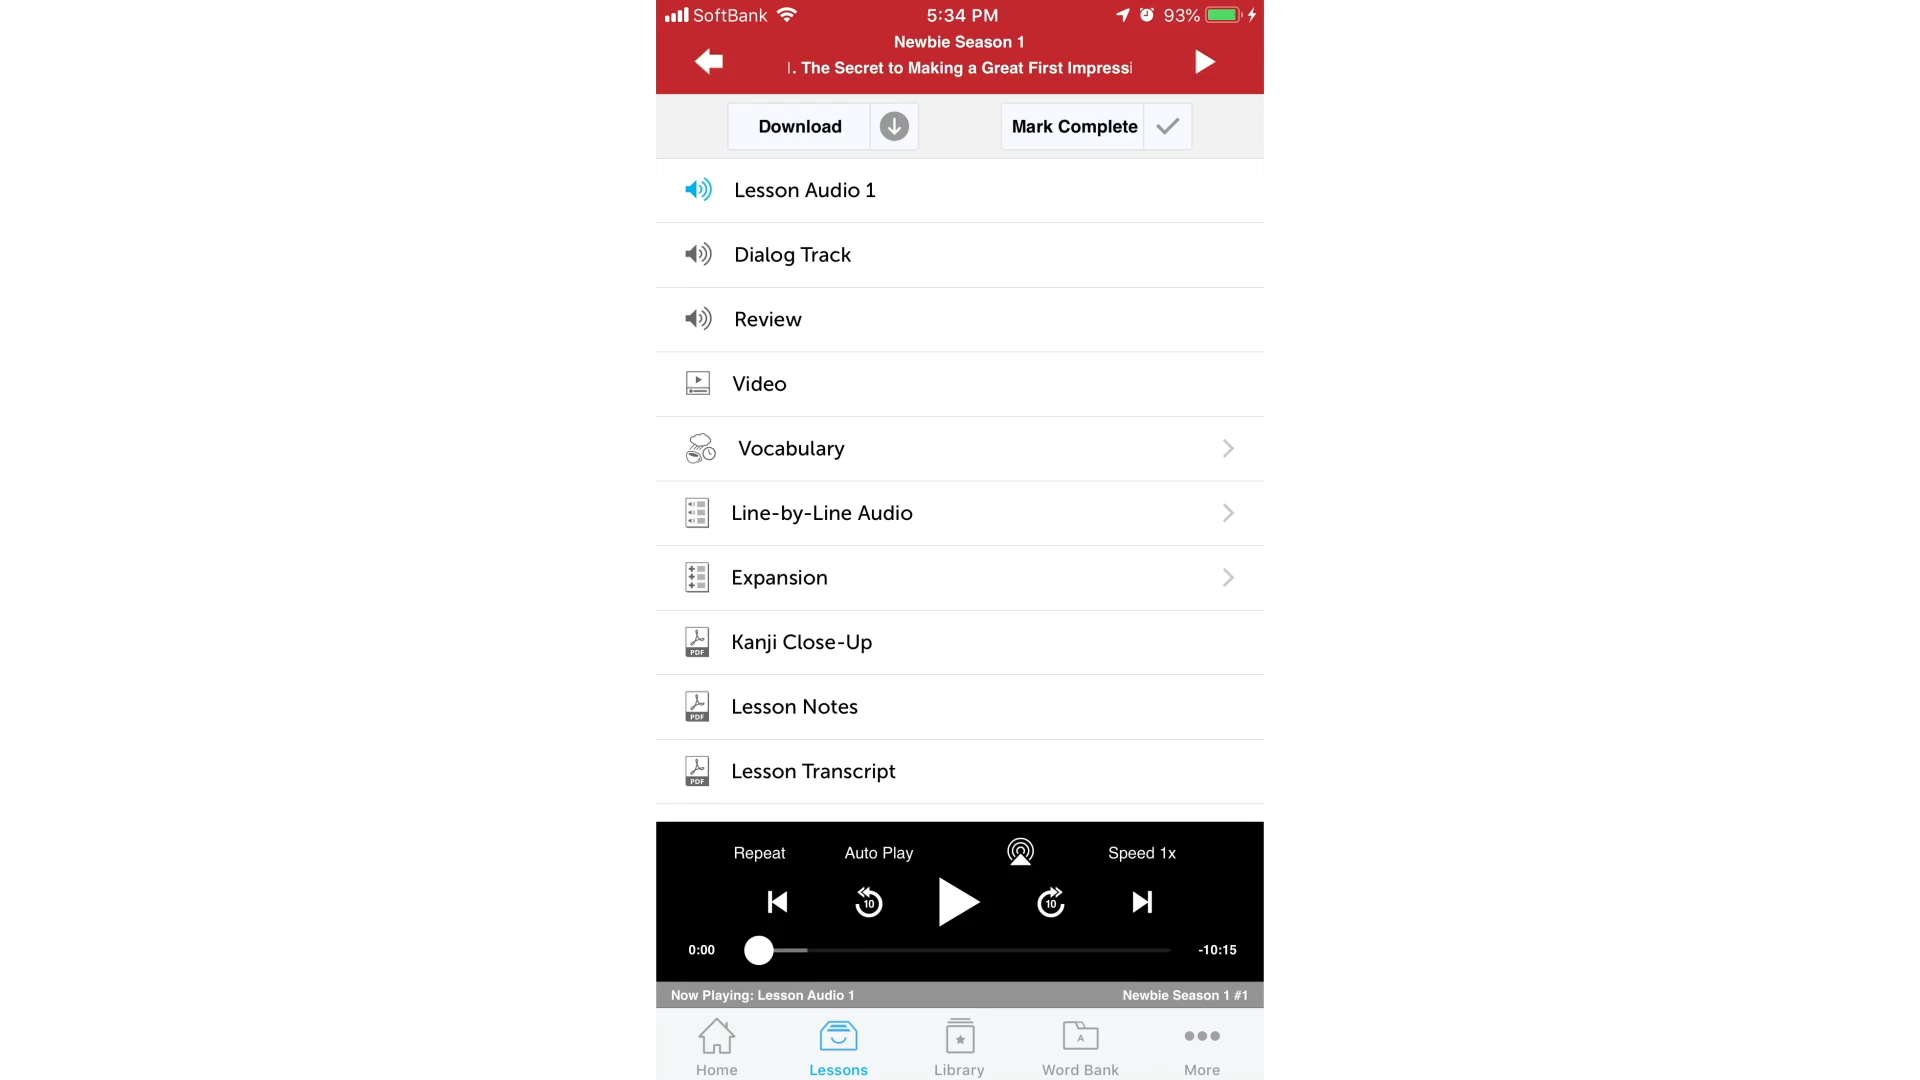 SoftBank 5:34 PM 93%
Newbie Season 1
. The Secret to Making a Great First Impressi
Download
Mark Complete
Lesson Audio 1
Dialog Track
Review
Video
Vocabulary
Line-by-Line Audio
Expansion
PDF Kanji Close-Up
PDF Lesson Notes
PDF Lesson Transcript
Repeat Auto Play Speed 1x
10 10
0:00 -10:15
Now Playing: Lesson Audio 1 Newbie Season 1 #1
A
Home Lessons Library Word Bank More